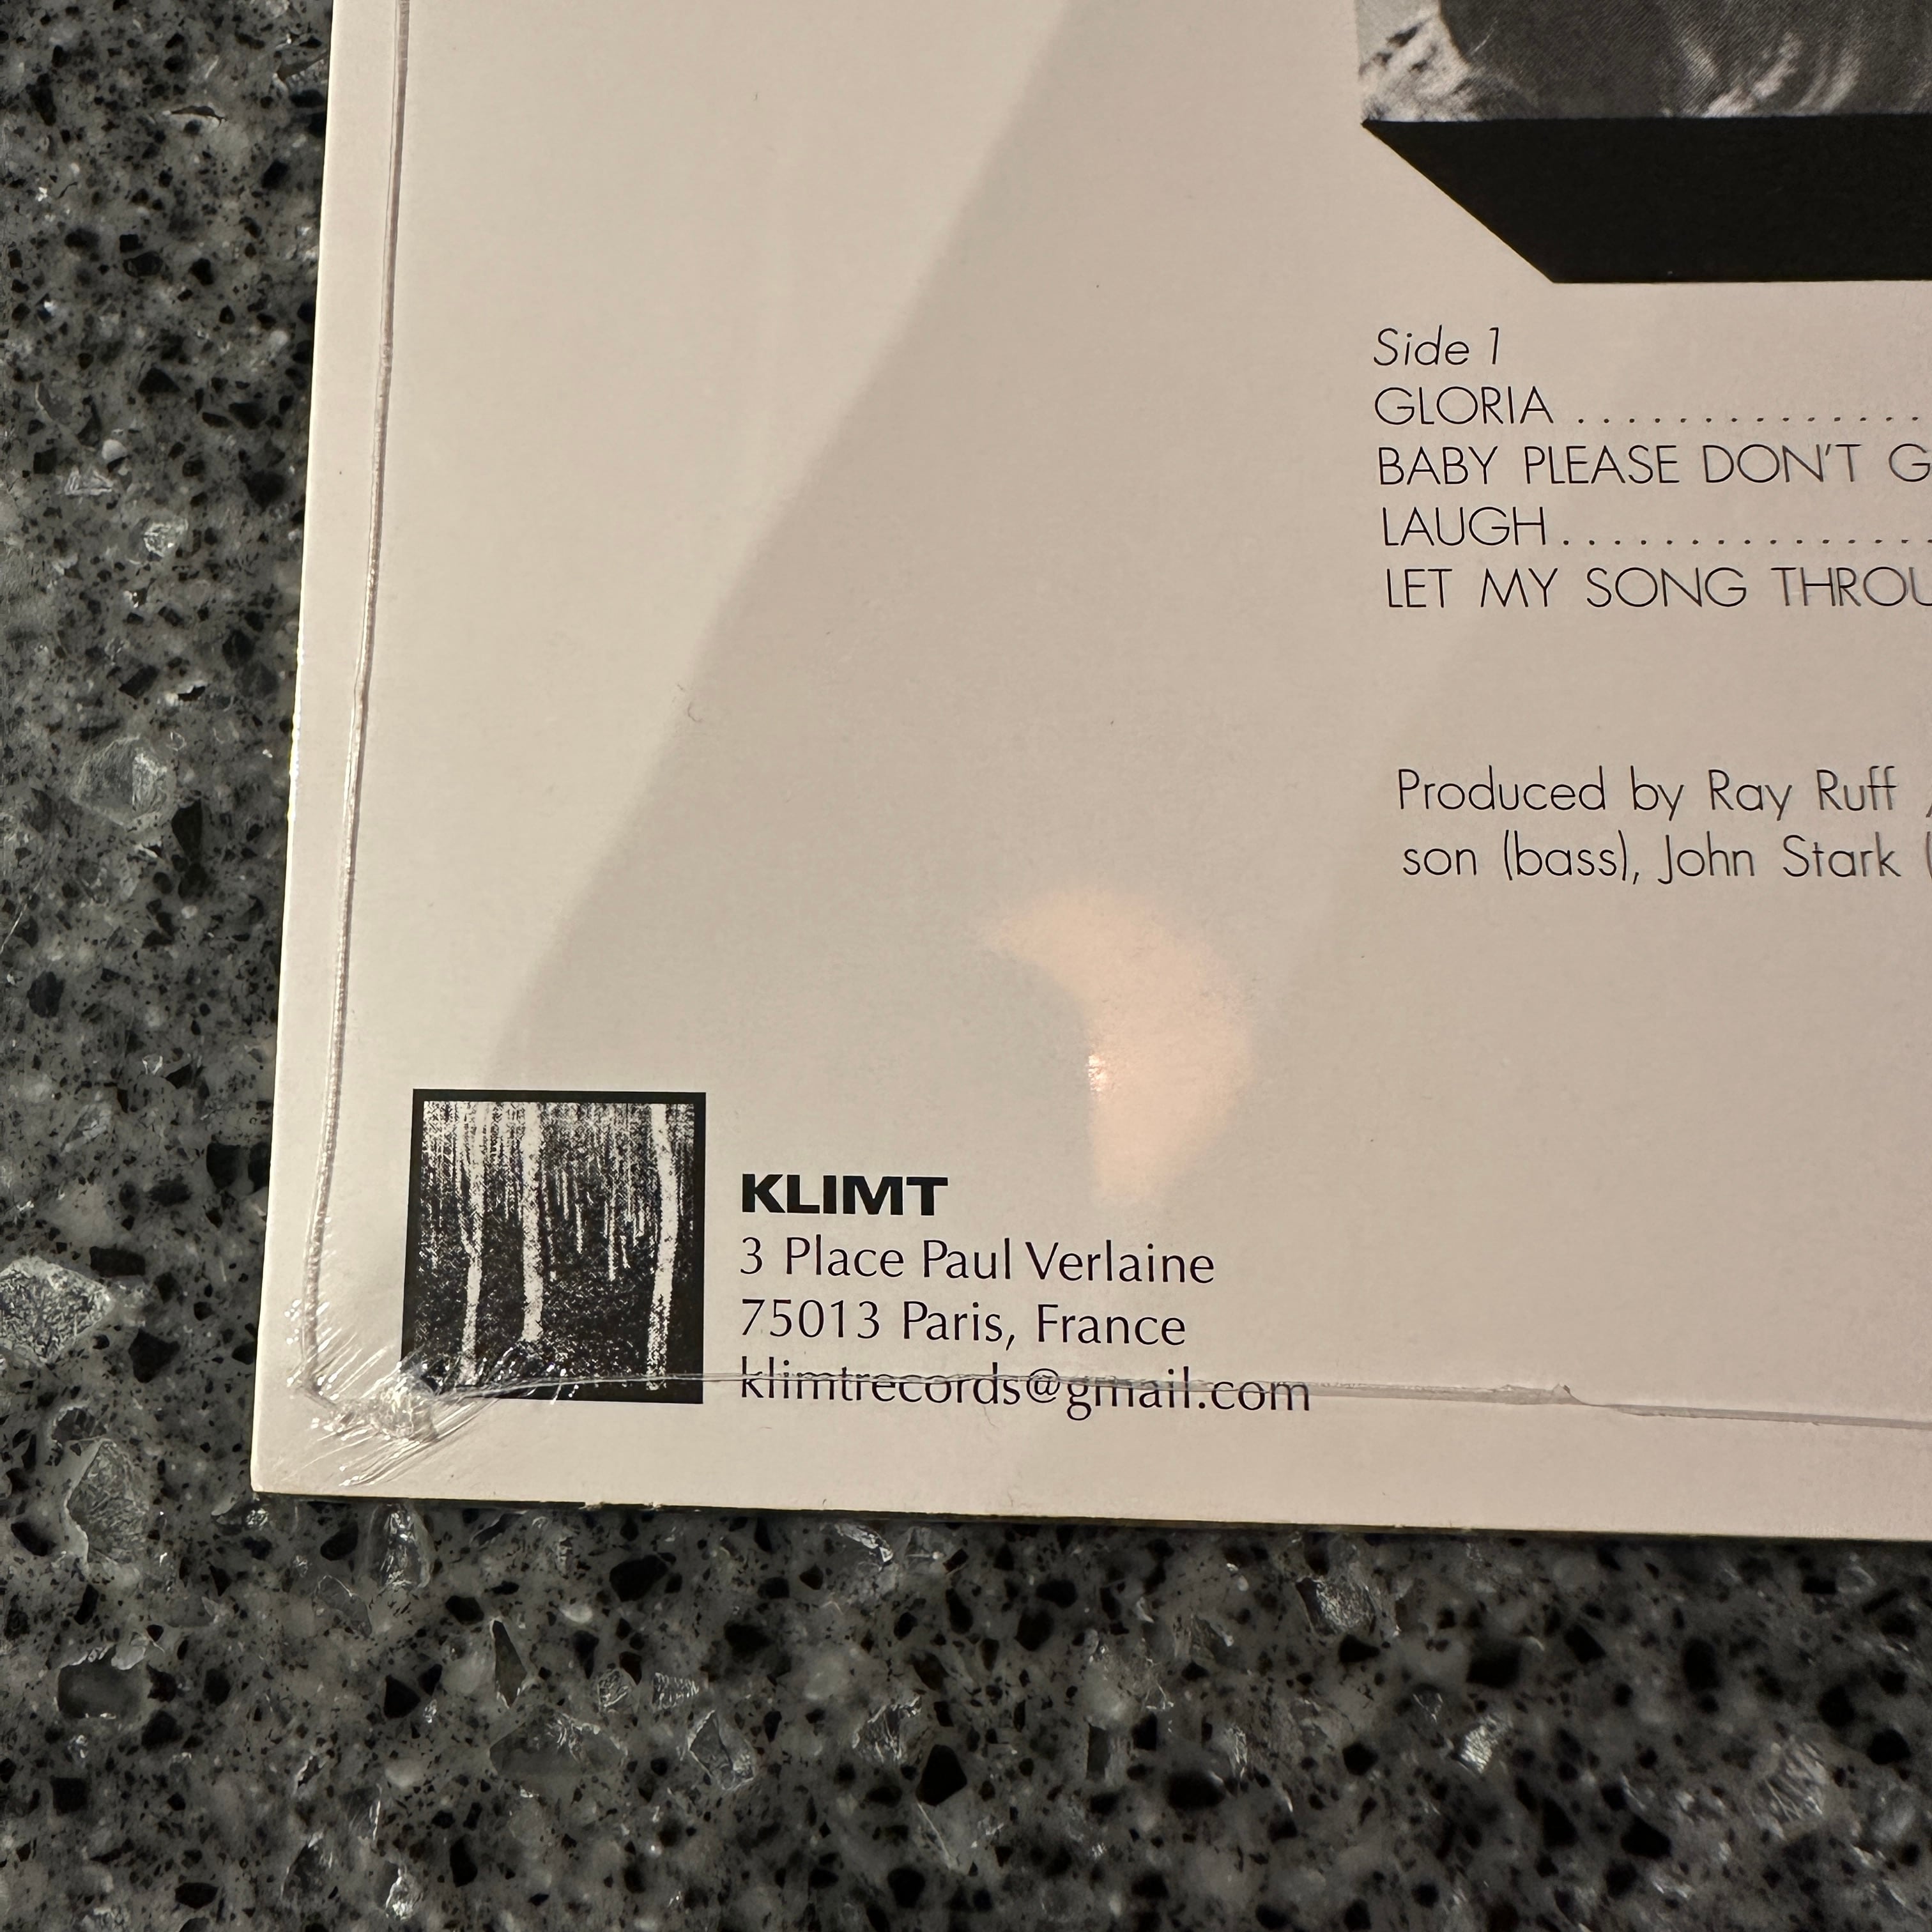 Side 1
GLORIA ................
BABY PLEASE DON'T G
LAUGH ................
LET MY SONG THROU
Produced by Ray Ruff
son (bass), John Stark (
KLIMT
3 Place Paul Verlaine
75013 Paris, France
klimtrecords@gmail.com